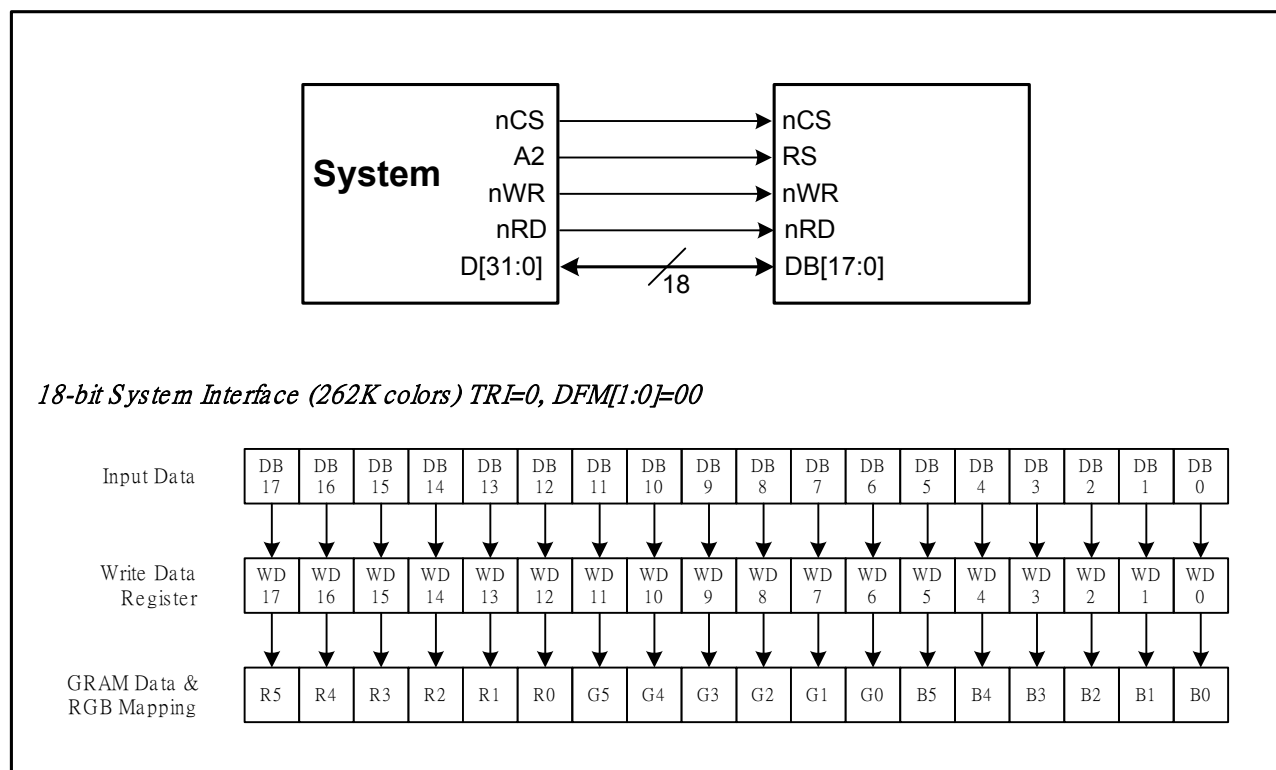 nCS nCS
System A2 RS
nWR nWR
nRD nRD
D[31:0] 18 DB[17:0]
18-bit System Interface (262K colors) TRI=0, DFM[1:0]=00
Input Data DB 17 DB 16 DB 15 DB 14 DB 13 DB 12 DB 11 DB 10 DB 9 DB 8 DB 7 DB 6 DB 5 DB 4 DB 3 DB 2 DB 1 DB 0
Write Data Register WD 17 WD 16 WD 15 WD 14 WD 13 WD 12 WD 11 WD 10 WD 9 WD 8 WD 7 WD 6 WD 5 WD 4 WD 3 WD 2 WD 1 WD 0
GRAM Data & RGB Mapping R5 R4 R3 R2 R1 R0 G5 G4 G3 G2 G1 G0 B5 B4 B3 B2 B1 B0